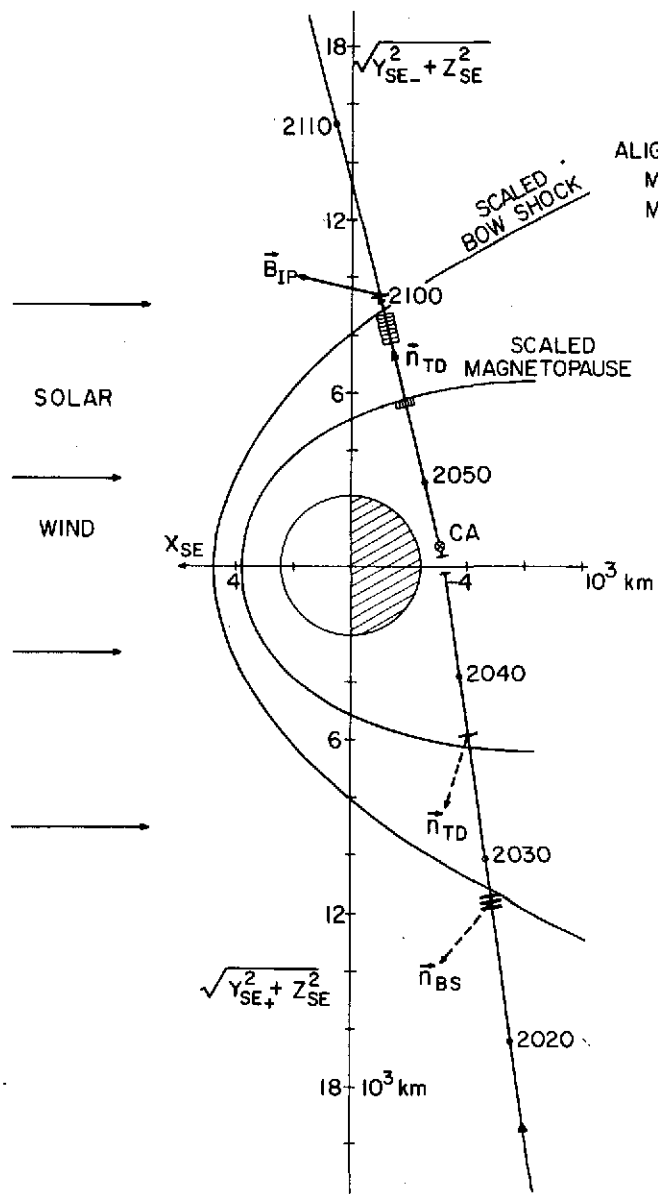 18
√Y²SE- + Z²SE
2110
ALIG
M
M
12
SCALED
BOW SHOCK
B⃗IP
2100
n⃗TD
SCALED
MAGNETOPAUSE
6
SOLAR
2050
WIND
CA
XSE
4
-4
10³ km
2040
6
n⃗TD
2030
12
n⃗BS
√Y²SE+ + Z²SE
2020
18
10³ km